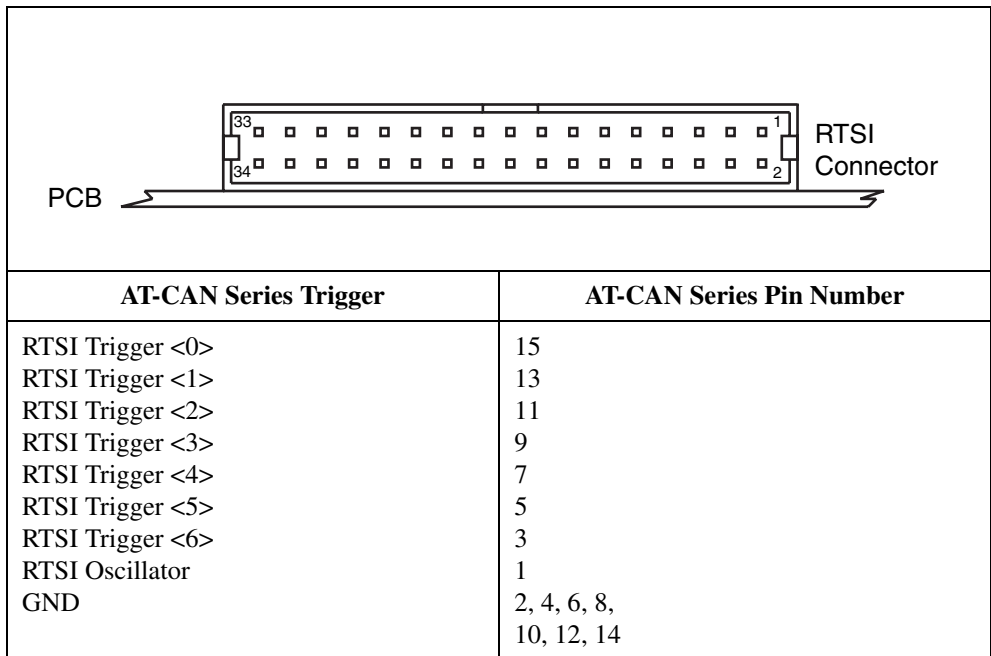 33
1
34
2
RTSI
Connector
PCB
AT-CAN Series Trigger AT-CAN Series Pin Number
RTSI Trigger <0> 15
RTSI Trigger <1> 13
RTSI Trigger <2> 11
RTSI Trigger <3> 9
RTSI Trigger <4> 7
RTSI Trigger <5> 5
RTSI Trigger <6> 3
RTSI Oscillator 1
GND 2, 4, 6, 8,
10, 12, 14